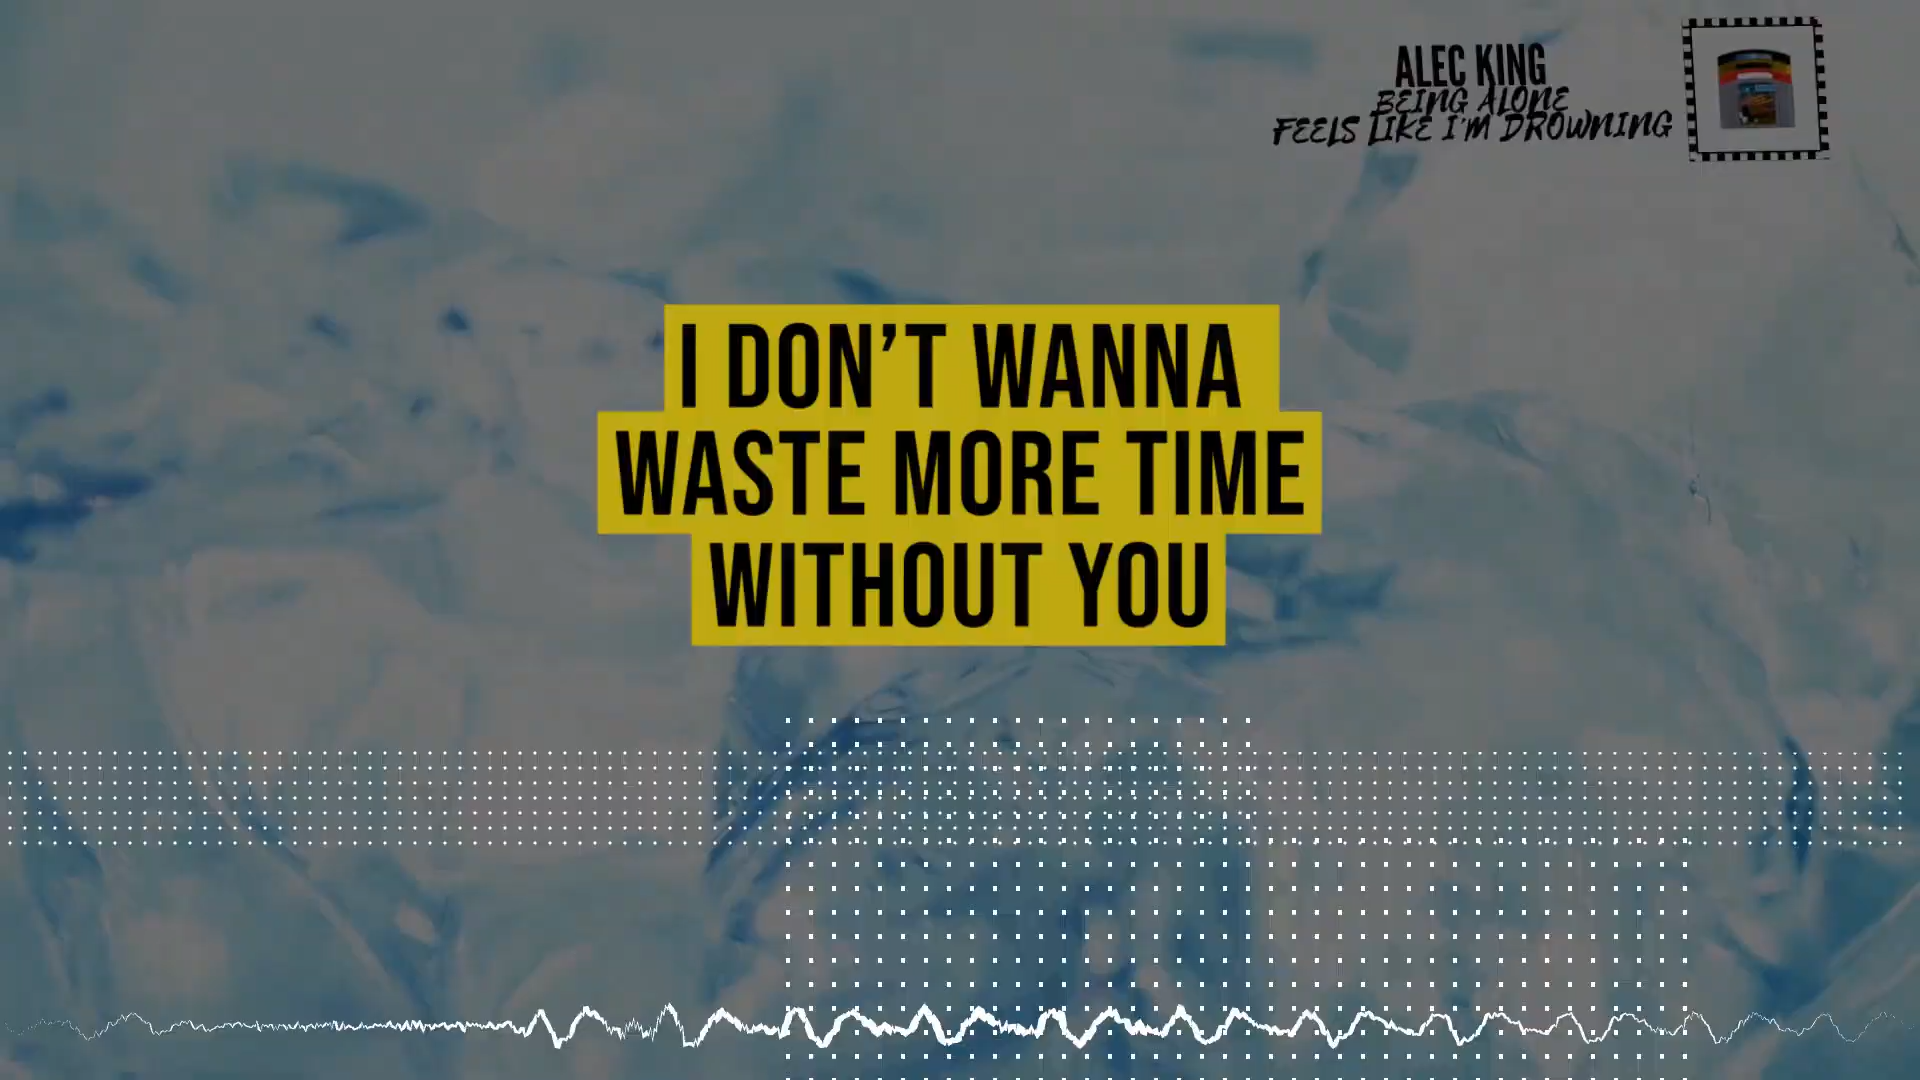 ALEC KING
BEING ALONE
FEELS LIKE I'M DROWNING
I DON'T WANNA
WASTE MORE TIME
WITHOUT YOU